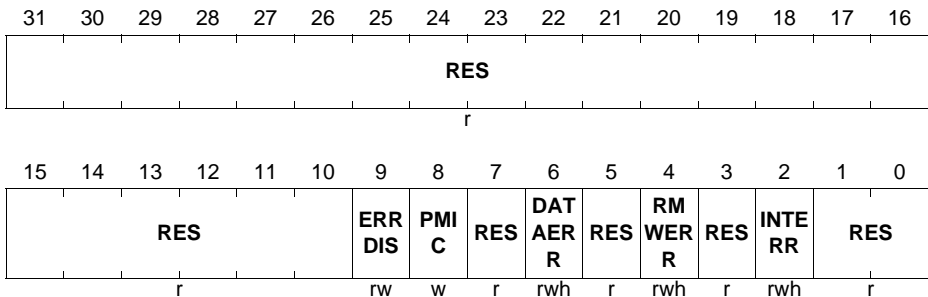 31 30 29 28 27 26 25 24 23 22 21 20 19 18 17 16
RES
r
15 14 13 12 11 10 9 8 7 6 5 4 3 2 1 0
RES ERR DIS PMI C RES DAT AER R RES RM WER R RES INTE RR RES
r rw w r rwh r rwh r rwh r